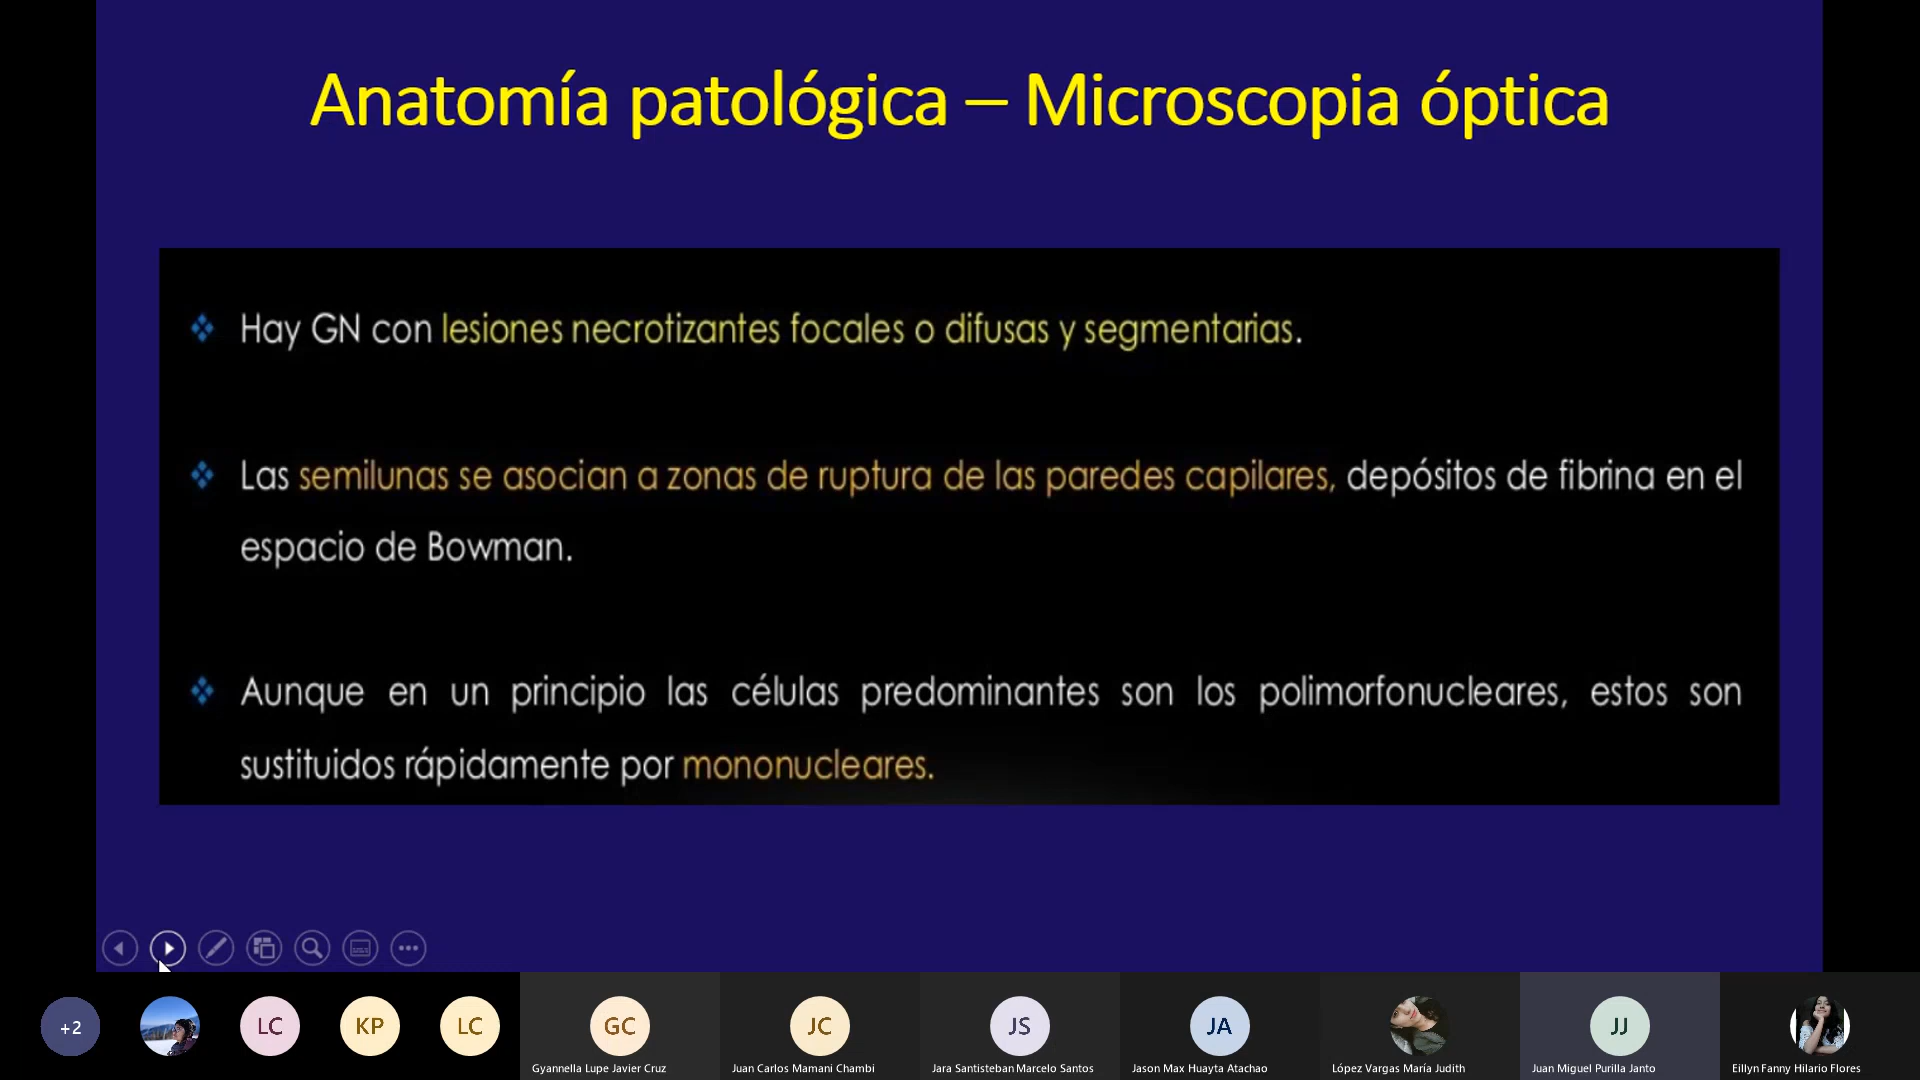 Anatomía patológica – Microscopia óptica
Hay GN con lesiones necrotizantes focales o difusas y segmentarias.
Las semilunas se asocian a zonas de ruptura de las paredes capilares, depósitos de fibrina en el
espacio de Bowman.
Aunque en un principio las células predominantes son los polimorfonucleares, estos son
sustituidos rápidamente por mononucleares.
+2
LC
KP
LC
GC
JC
JS
JA
JJ
Gyannella Lupe Javier Cruz
Juan Carlos Mamani Chambi
Jara Santisteban Marcelo Santos
Jason Max Huayta Atachao
López Vargas María Judith
Juan Miguel Purilla Janto
Eillyn Fanny Hilario Flores